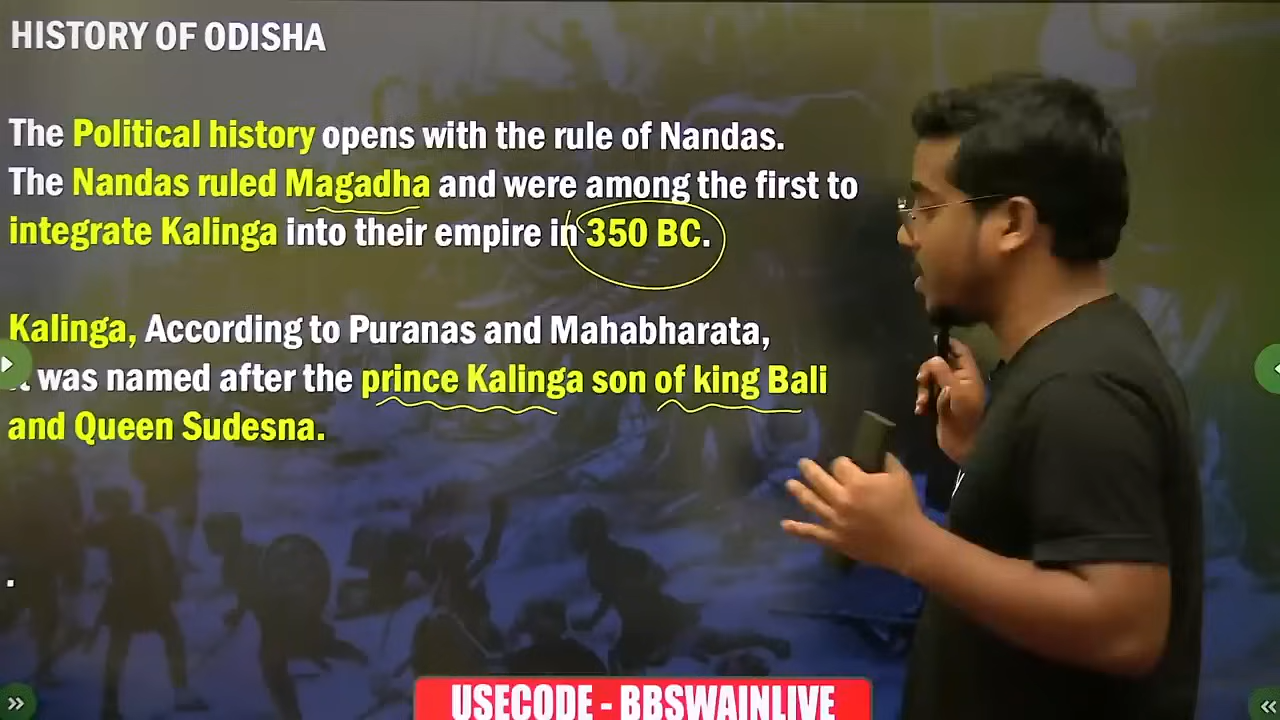 HISTORY OF ODISHA
The Political history opens with the rule of Nandas.
The Nandas ruled Magadha and were among the first to
integrate Kalinga into their empire in 350 BC.
Kalinga, According to Puranas and Mahabharata,
it was named after the prince Kalinga son of king Bali
and Queen Sudesna.
.
USECODE - BBSWAINLIVE